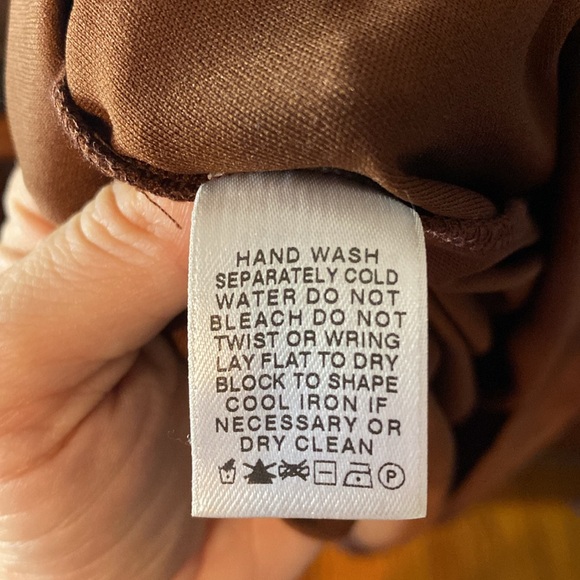 HAND WASH
SEPARATELY COLD
WATER DO NOT
BLEACH DO NOT
TWIST OR WRING
LAY FLAT TO DRY
BLOCK TO SHAPE
COOL IRON IF
NECESSARY OR
DRY CLEAN
P